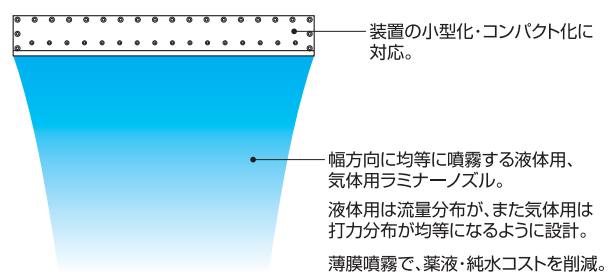 装置の小型化・コンパクト化に
対応。
幅方向に均等に噴霧する液体用、
気体用ラミナーノズル。
液体用は流量分布が、また気体用は
打力分布が均等になるように設計。
薄膜噴霧で、薬液・純水コストを削減。